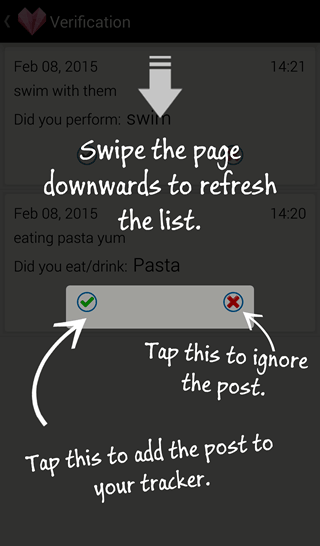 Verification
Feb 08, 2015 14:21
swim with them
Did you perform: swim
Swipe the page
downwards to refresh
the list.
Feb 08, 2015 14:20
eating pasta yum
Did you eat/drink: Pasta
Tap this to ignore
the post.
Tap this to add the post to
your tracker.